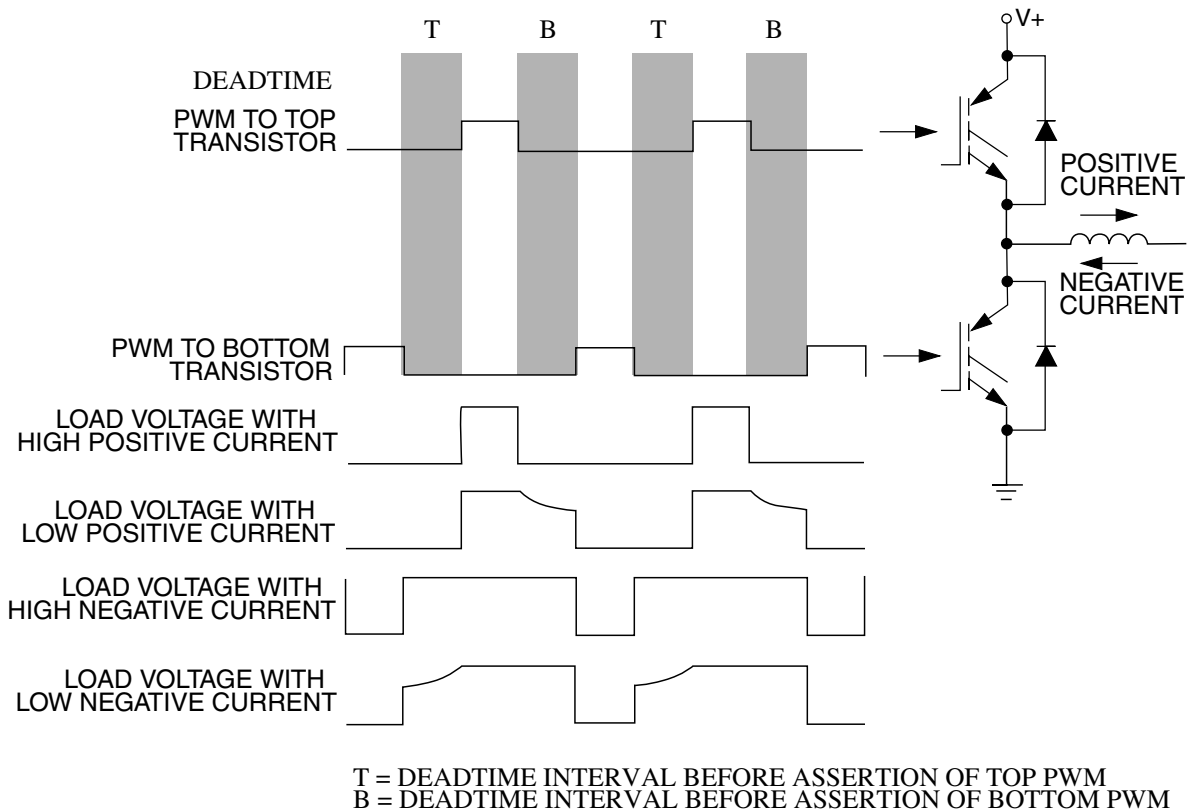 T B T B
V+
DEADTIME
PWM TO TOP
TRANSISTOR
POSITIVE
CURRENT
NEGATIVE
CURRENT
PWM TO BOTTOM
TRANSISTOR
LOAD VOLTAGE WITH
HIGH POSITIVE CURRENT
LOAD VOLTAGE WITH
LOW POSITIVE CURRENT
LOAD VOLTAGE WITH
HIGH NEGATIVE CURRENT
LOAD VOLTAGE WITH
LOW NEGATIVE CURRENT
T = DEADTIME INTERVAL BEFORE ASSERTION OF TOP PWM
B = DEADTIME INTERVAL BEFORE ASSERTION OF BOTTOM PWM